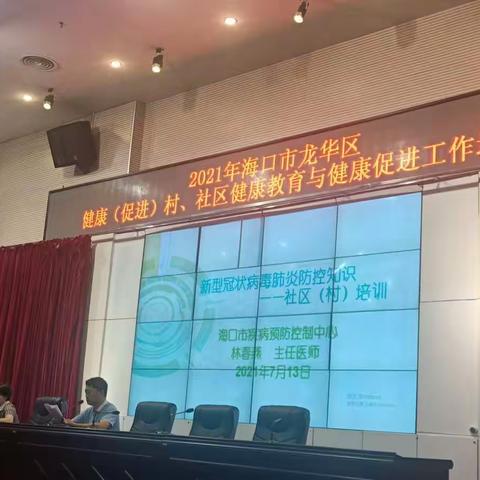 2021年海口市龙华区
健康（促进）村、社区健康教育与健康促进工作
新型冠状病毒肺炎防控知识
——社区（村）培训
海口市疾病预防控制中心
林春燕 主任医师
2021年7月13日